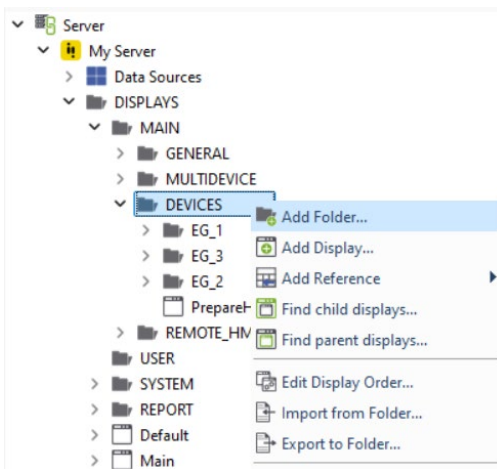 Server
My Server
Data Sources
DISPLAYS
MAIN
GENERAL
MULTIDEVICE
DEVICES
Add Folder...
EG_1
Add Display...
EG_3
Add Reference
EG_2
Find child displays...
PrepareH
Find parent displays...
REMOTE_HM
USER
SYSTEM
Edit Display Order...
REPORT
Import from Folder...
Default
Export to Folder...
Main